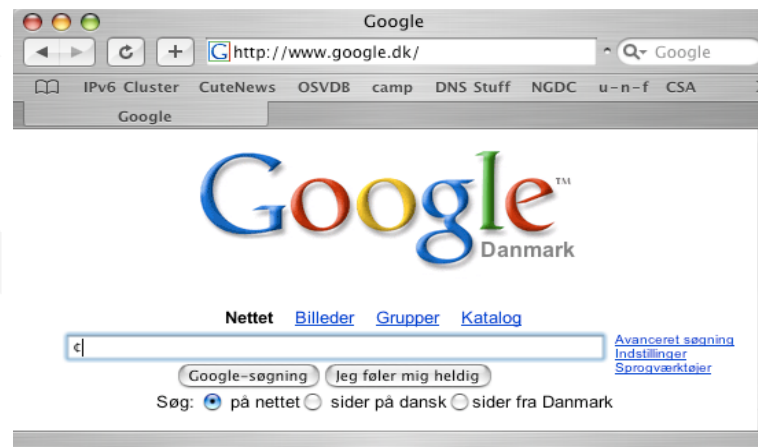 Google
http://www.google.dk/ Google
IPv6 Cluster CuteNews OSVDB camp DNS Stuff NGDC u-n-f CSA
Google
Google™
Danmark
Nettet Billeder Grupper Katalog
¢
Avanceret søgning
Indstillinger
Sprogværktøjer
Google-søgning Jeg føler mig heldig
Søg: på nettet sider på dansk sider fra Danmark